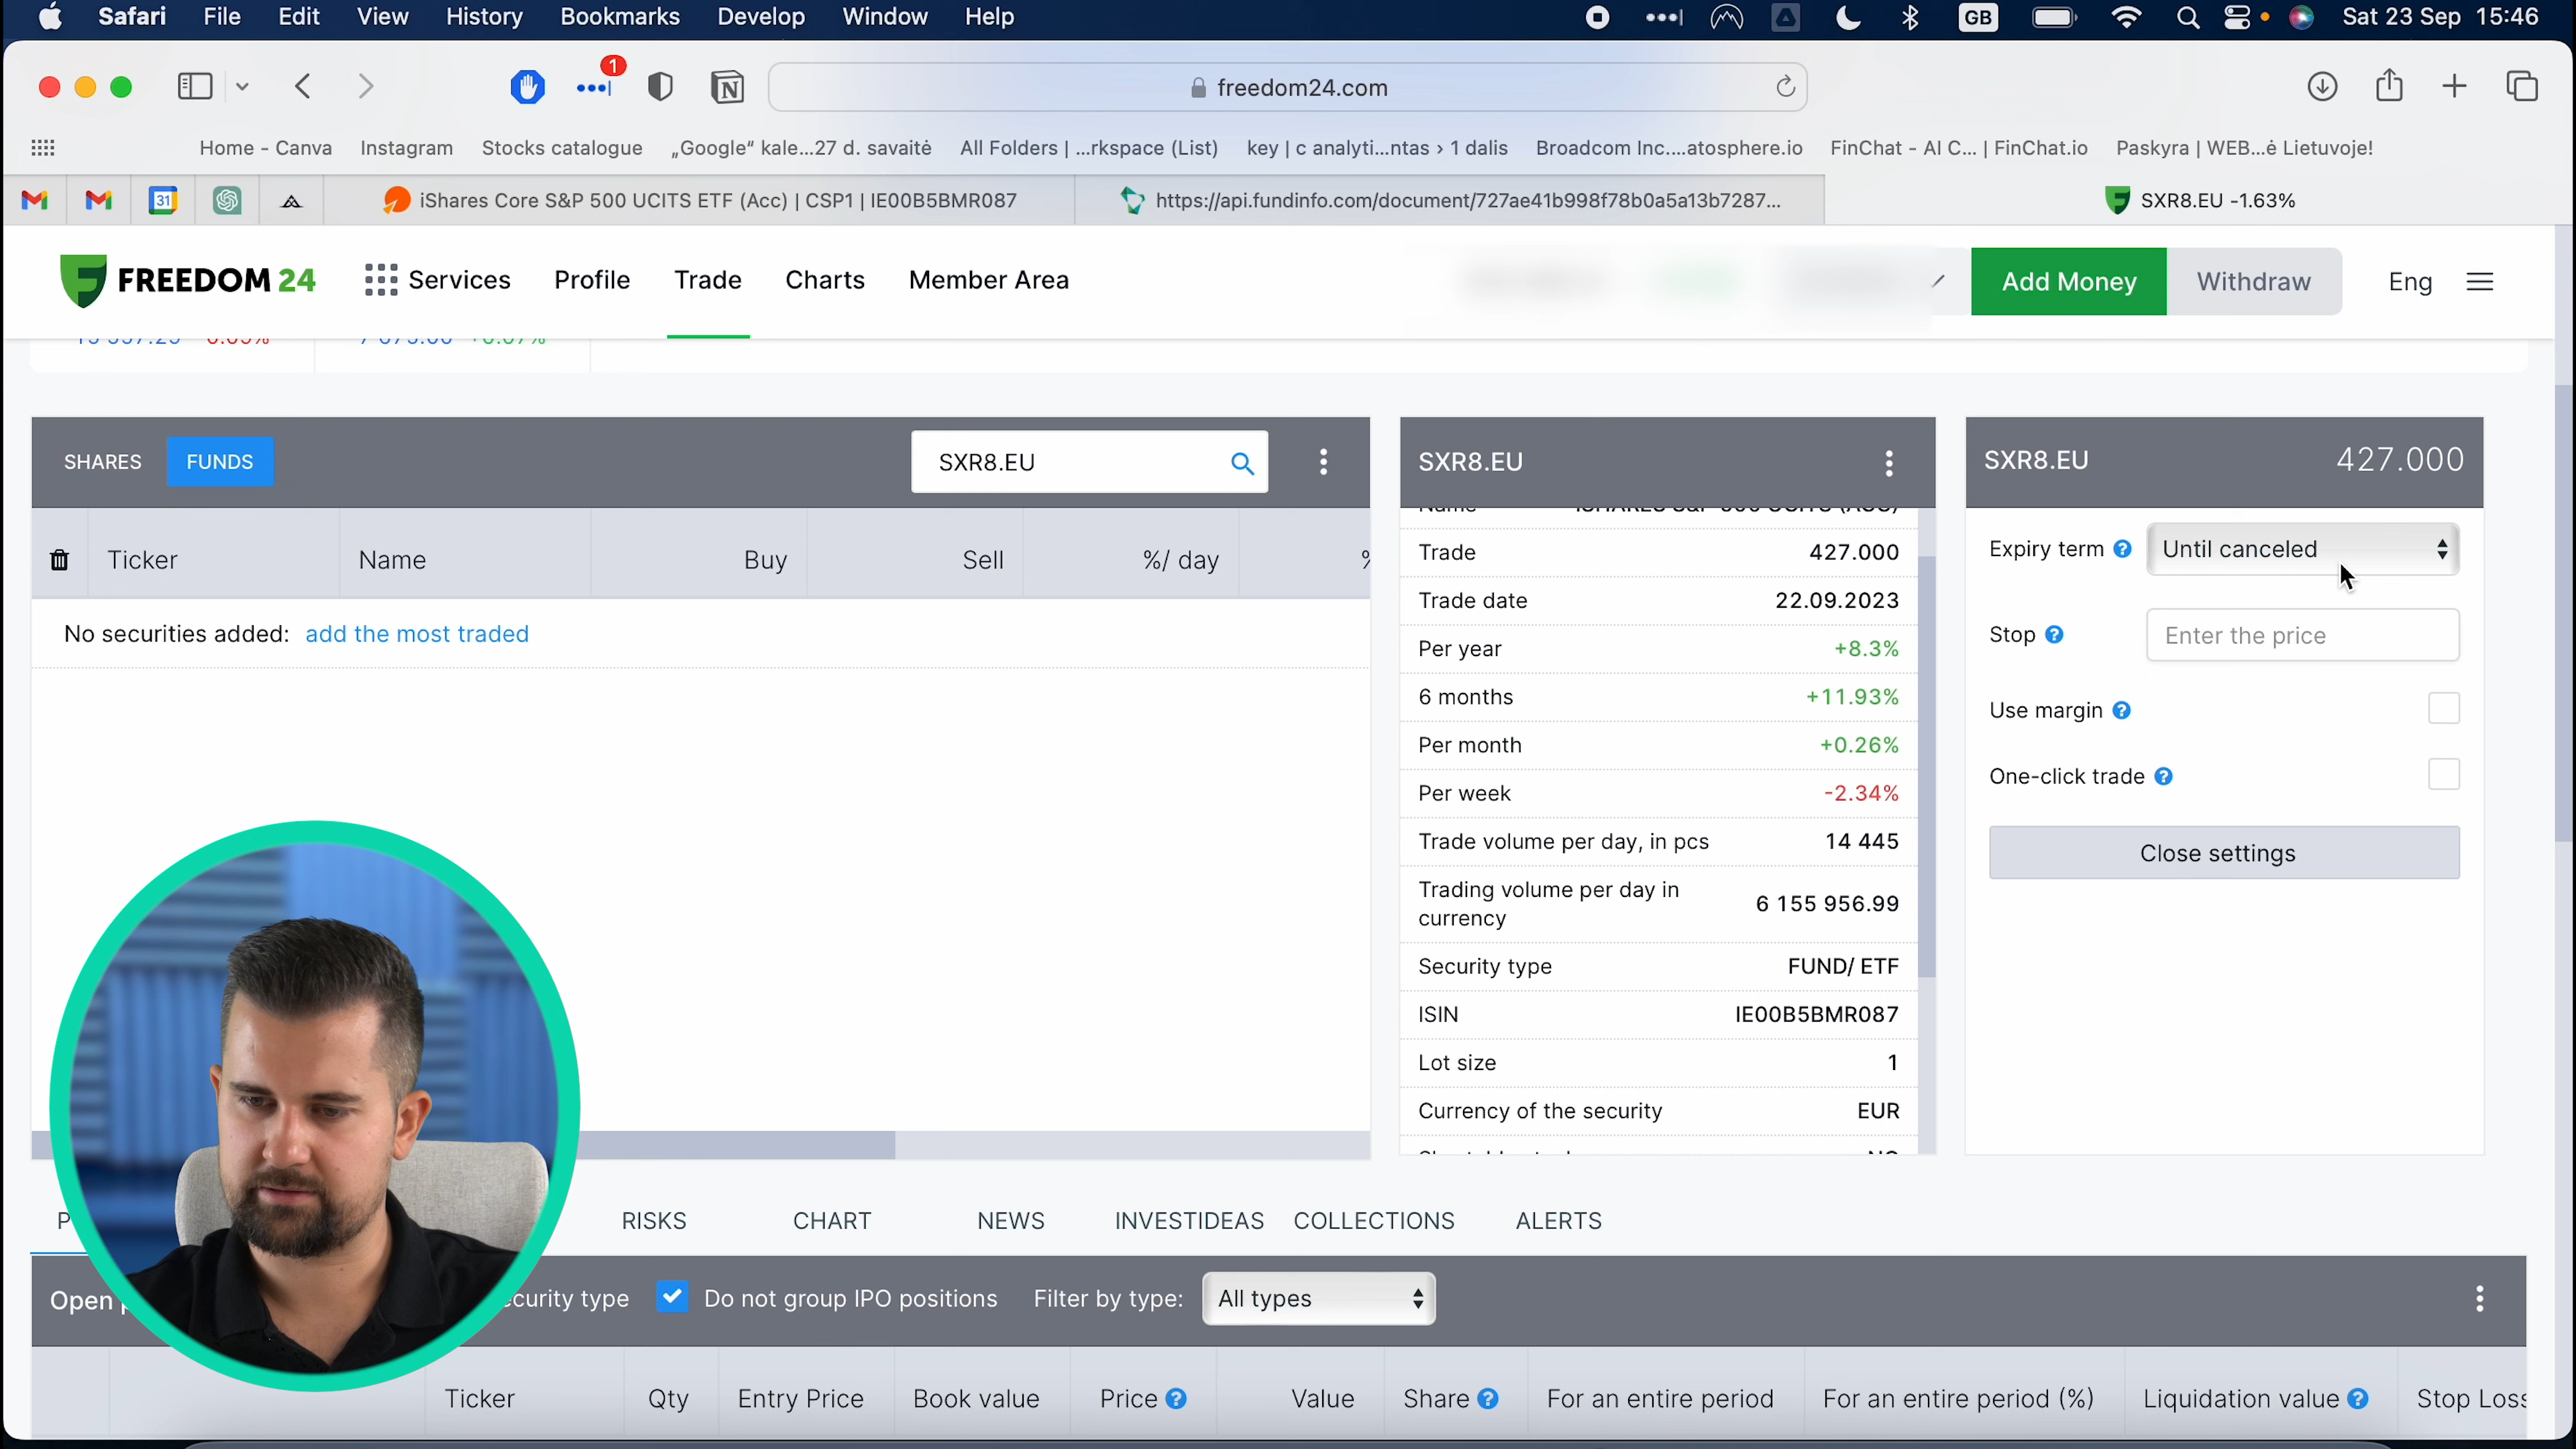 Safari File Edit View History Bookmarks Develop Window Help GB Sat 23 Sep 15:46
1
freedom24.com
Home - Canva Instagram Stocks catalogue „Google“ kale...27 d. savaitė All Folders | ...rkspace (List) key | c analyti...ntas › 1 dalis Broadcom Inc....atosphere.io FinChat - AI C... | FinChat.io Paskyra | WEB...ė Lietuvoje!
31 iShares Core S&P 500 UCITS ETF (Acc) | CSP1 | IE00B5BMR087 https://api.fundinfo.com/document/727ae41b998f78b0a5a13b7287... SXR8.EU -1.63%
FREEDOM 24 Services Profile Trade Charts Member Area Add Money Withdraw Eng
SHARES FUNDS SXR8.EU
Ticker Name Buy Sell %/ day %
No securities added: add the most traded
SXR8.EU
Trade 427.000
Trade date 22.09.2023
Per year +8.3%
6 months +11.93%
Per month +0.26%
Per week -2.34%
Trade volume per day, in pcs 14 445
Trading volume per day in
currency 6 155 956.99
Security type FUND/ ETF
ISIN IE00B5BMR087
Lot size 1
Currency of the security EUR
SXR8.EU 427.000
Expiry term Until canceled
Stop Enter the price
Use margin
One-click trade
Close settings
P RISKS CHART NEWS INVESTIDEAS COLLECTIONS ALERTS
Open ecurity type Do not group IPO positions Filter by type: All types
Ticker Qty Entry Price Book value Price Value Share For an entire period For an entire period (%) Liquidation value Stop Loss